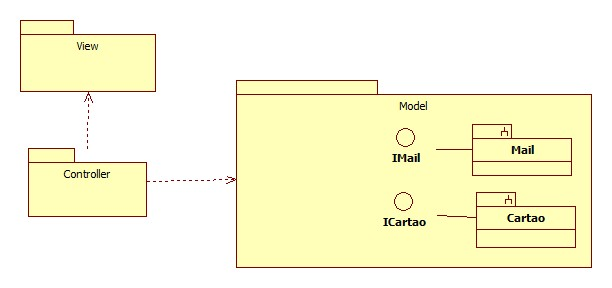 View
Model
IMail
Mail
Controller
ICartao
Cartao